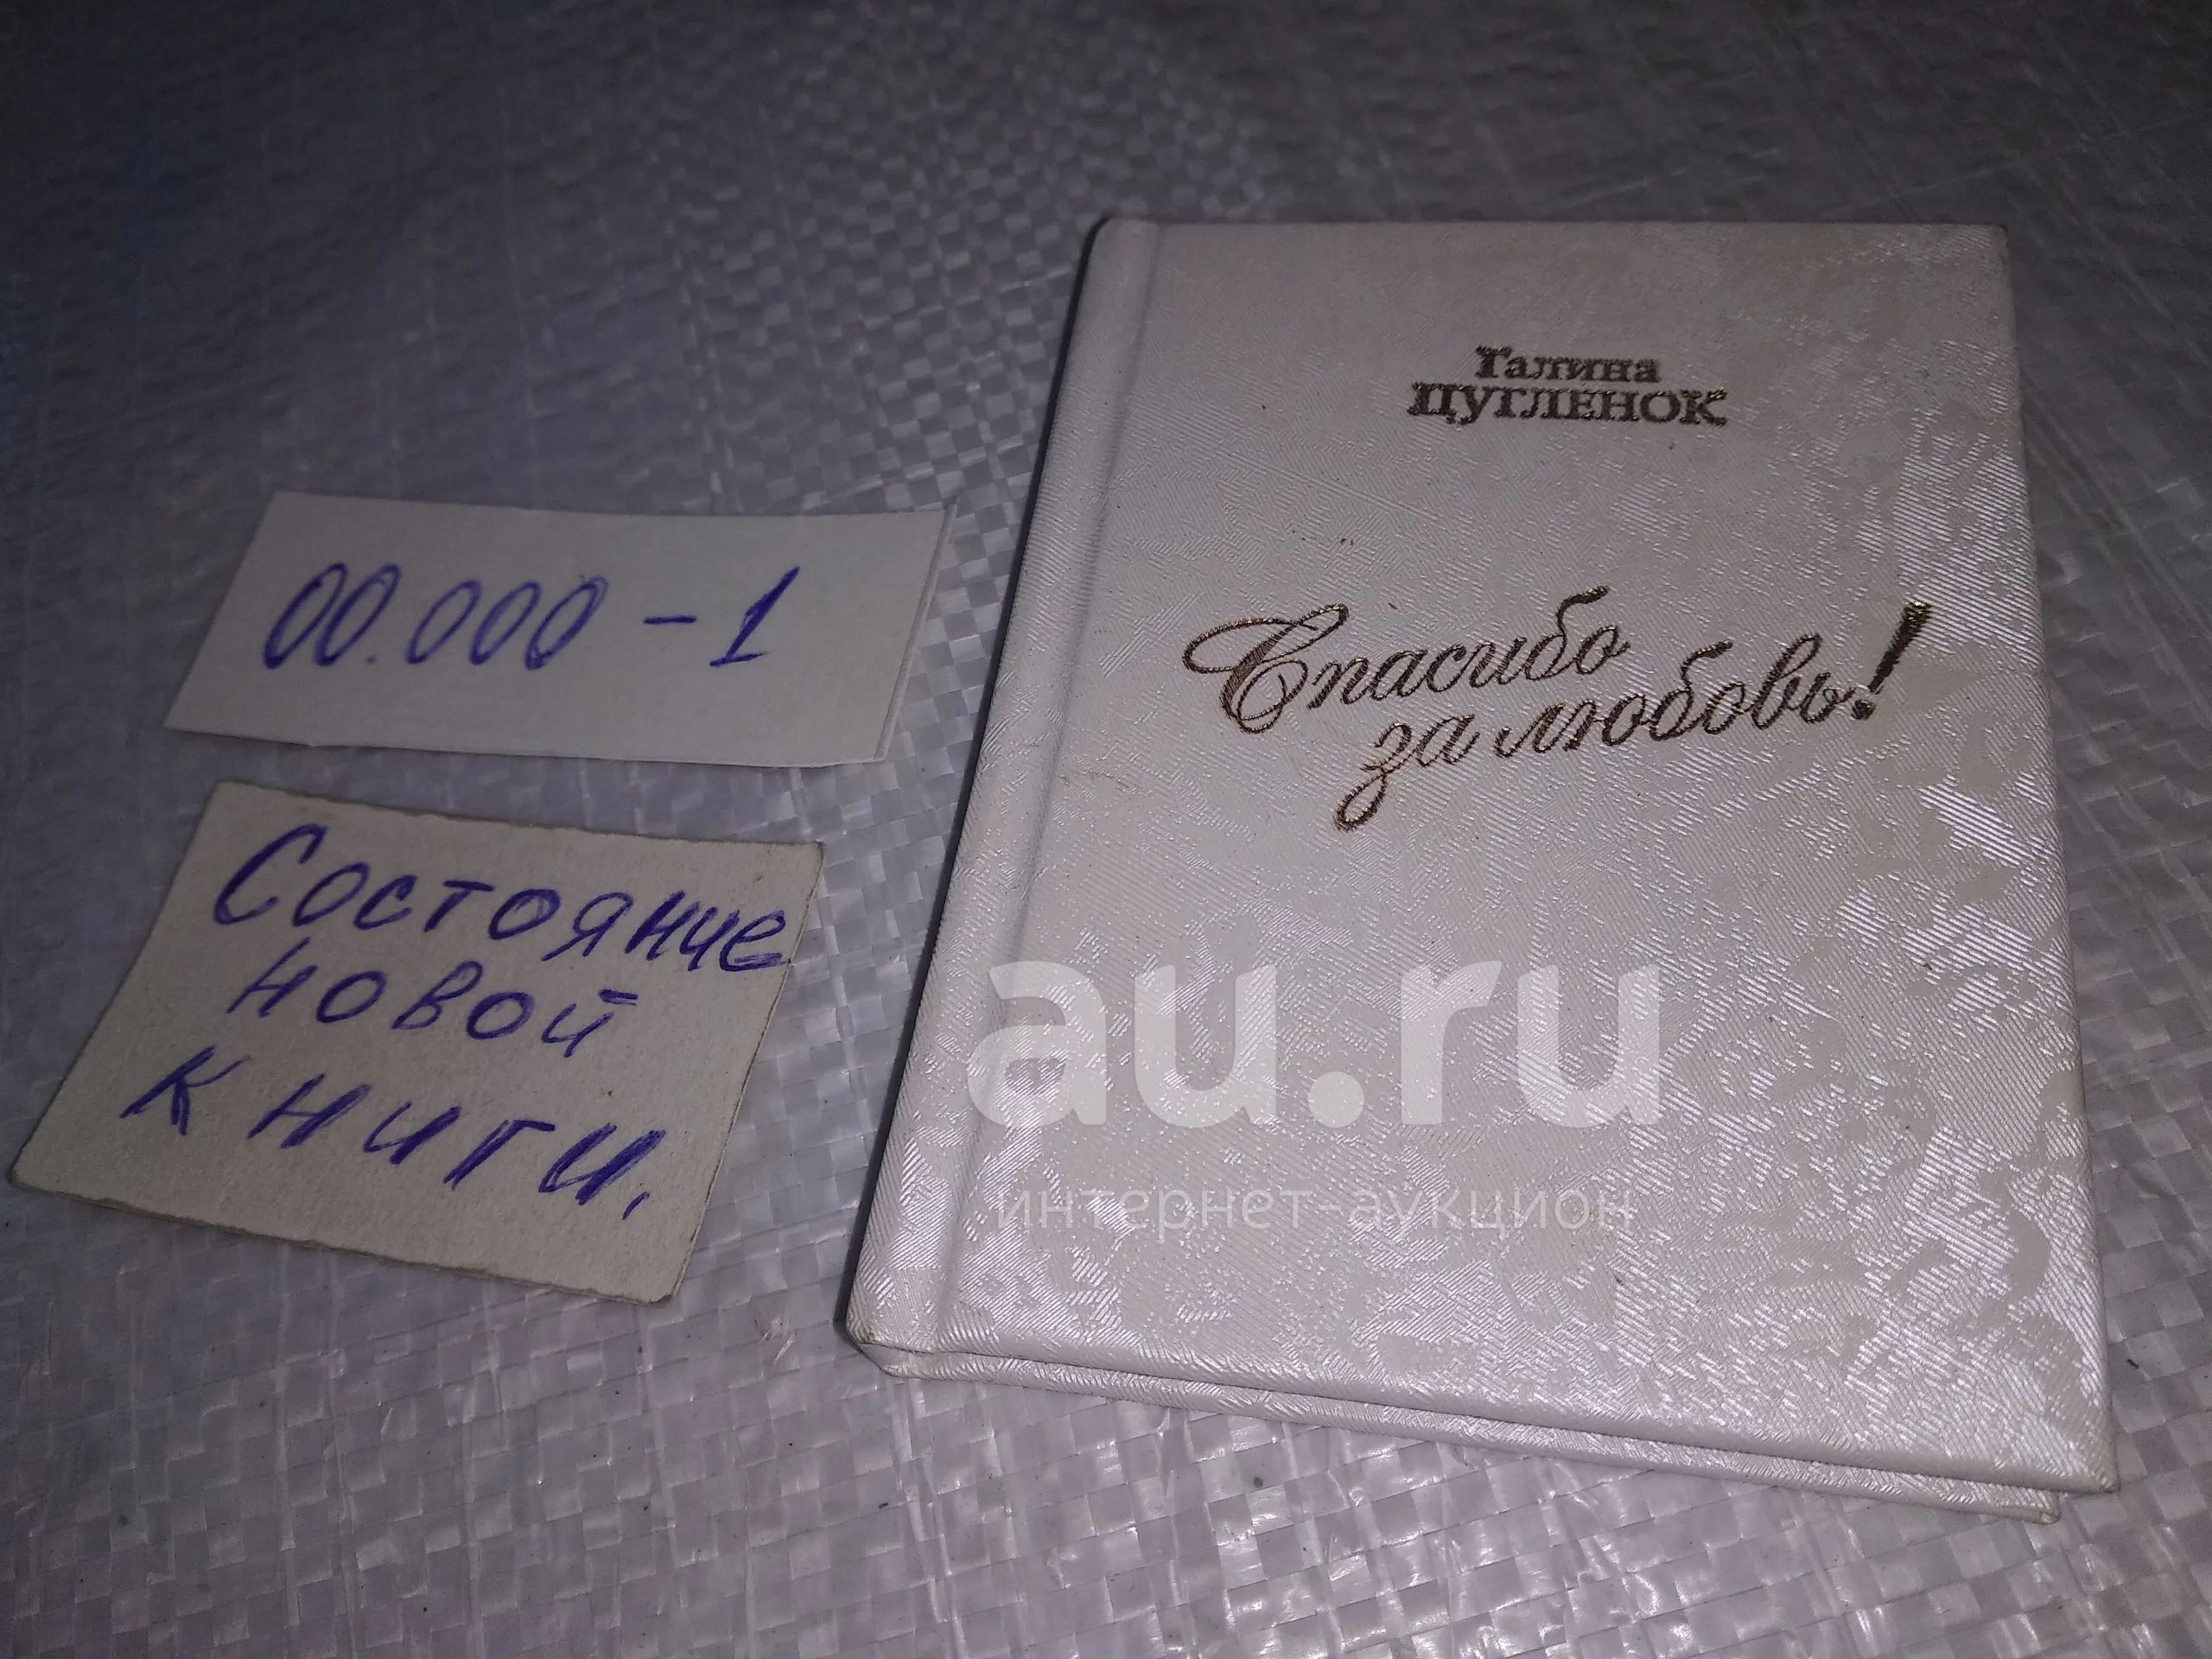 00.000 - 1
Состояние
новой
книги.
Галина
ЦУГЛЕНОК
Спасибо
за любовь!
au.ru
интернет-аукцион